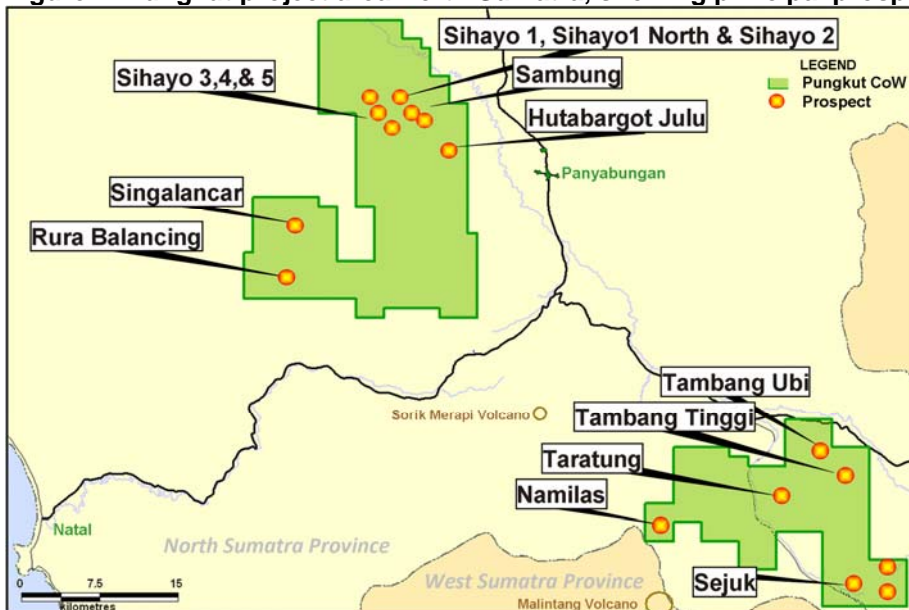 Sihayo 1, Sihayo1 North & Sihayo 2
Sihayo 3,4,& 5
Sambung
LEGEND
Pungkut CoW
Prospect
Hutabargot Julu
Panyabungan
Singalancar
Rura Balancing
Tambang Ubi
Sorik Merapi Volcano
Tambang Tinggi
Taratung
Namilas
Natal
North Sumatra Province
West Sumatra Province
Sejuk
0 7.5 15
kilometres
Malintang Volcano